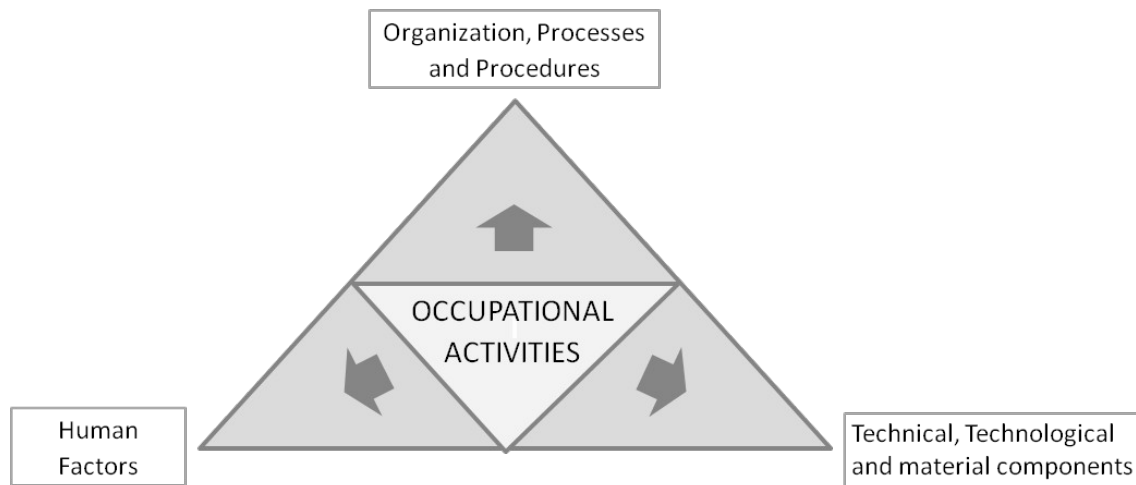 Organization, Processes
and Procedures
OCCUPATIONAL
ACTIVITIES
Human
Factors
Technical, Technological
and material components